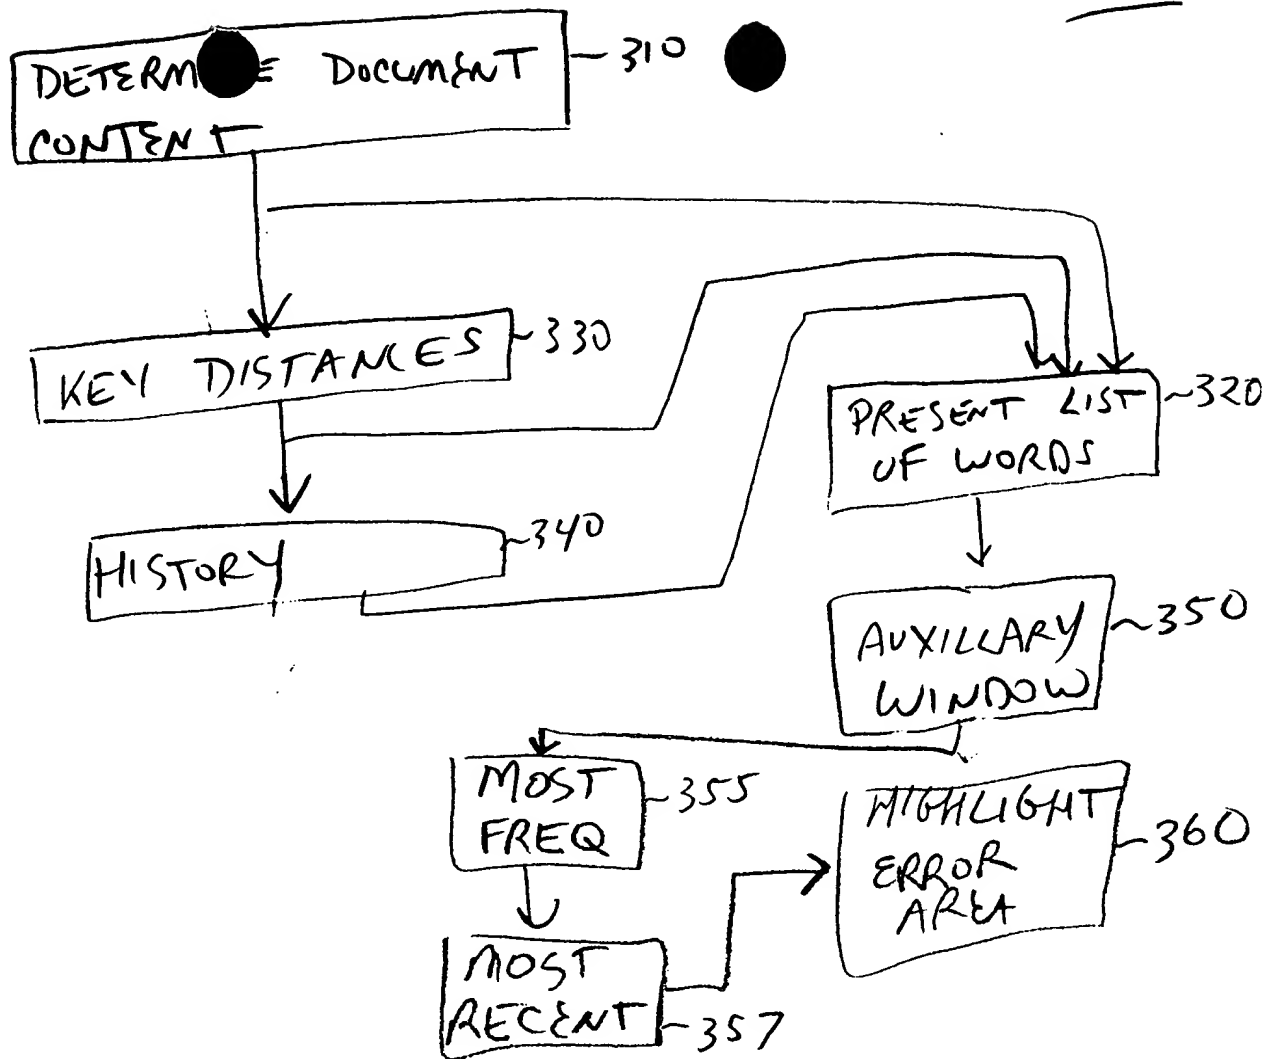 DETERMINE DOCUMENT
CONTENT
310
KEY DISTANCES
330
HISTORY
340
PRESENT LIST
OF WORDS
320
AUXILLARY
WINDOW
350
MOST
FREQ
355
MOST
RECENT
357
HIGHLIGHT
ERROR
AREA
360